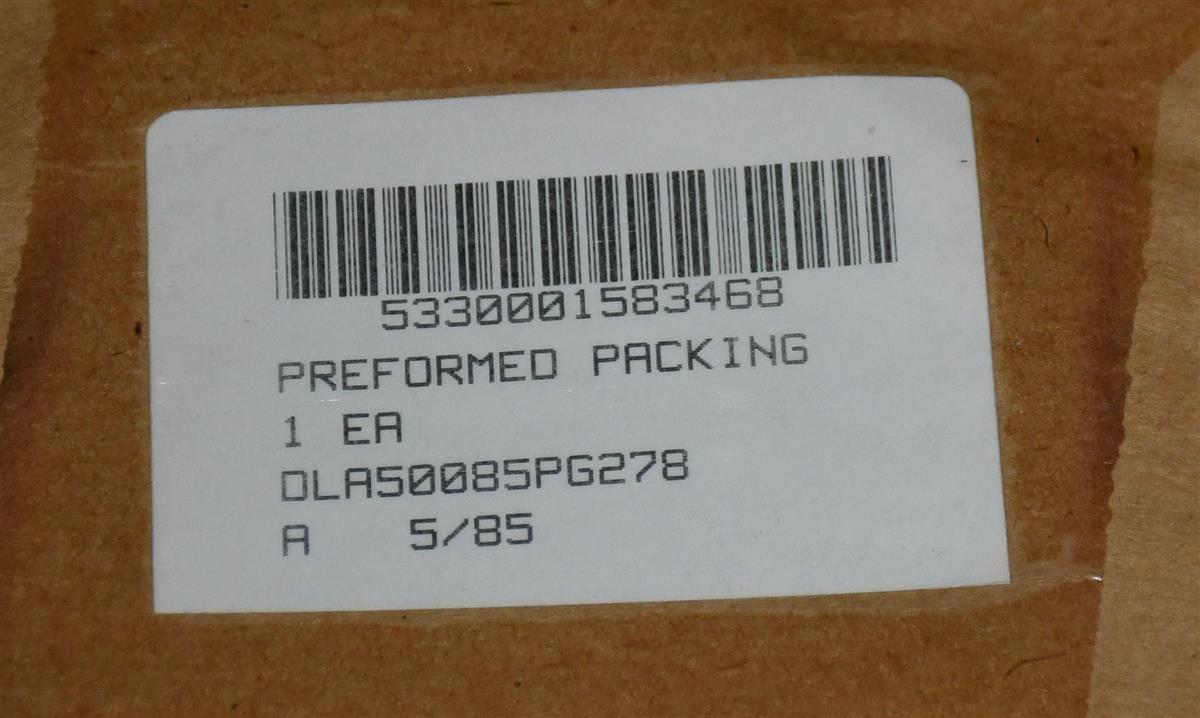 5330001583468
PREFORMED PACKING
1 EA
DLA50085PG278
A 5/85